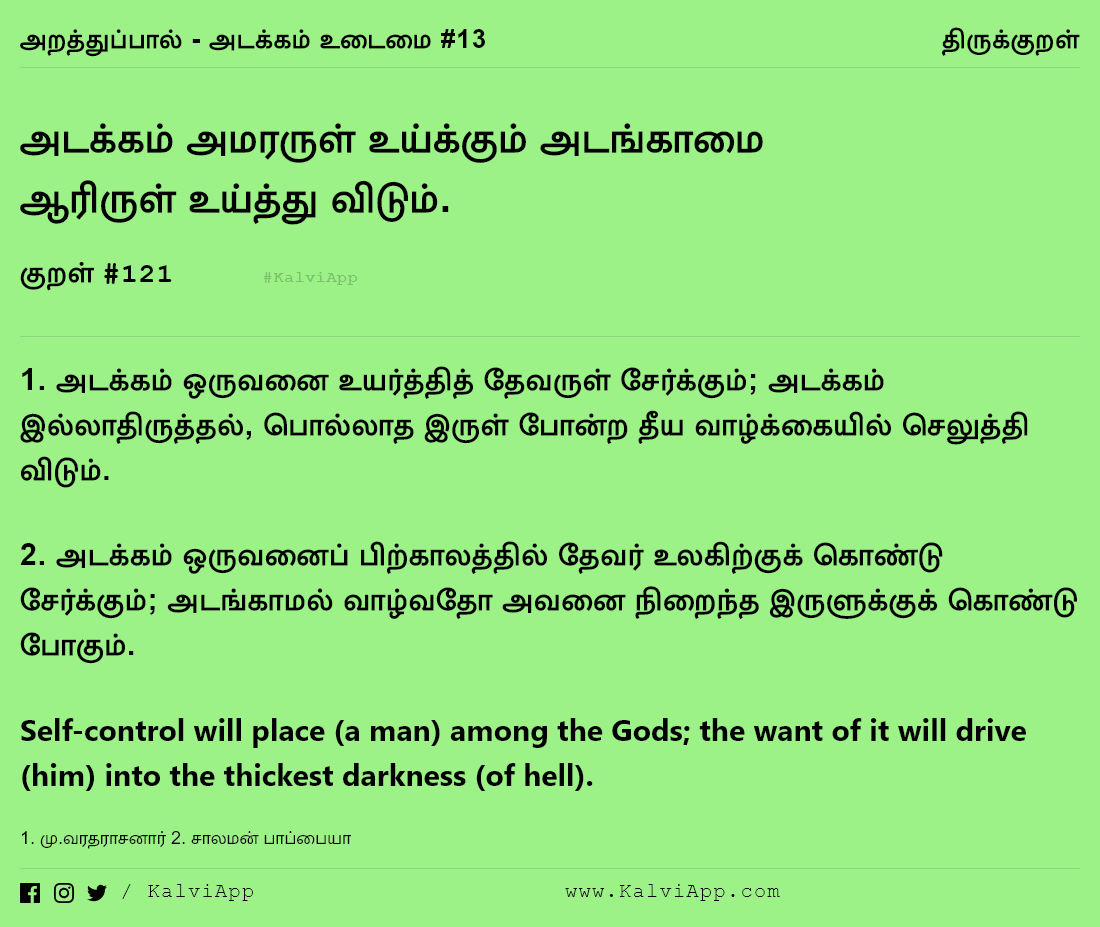 அறத்துப்பால் - அடக்கம் உடைமை #13
திருக்குறள்
அடக்கம் அமரருள் உய்க்கும் அடங்காமை
ஆரிருள் உய்த்து விடும்.
குறள் #121
#KalviApp
1. அடக்கம் ஒருவனை உயர்த்தித் தேவருள் சேர்க்கும்; அடக்கம்
இல்லாதிருத்தல், பொல்லாத இருள் போன்ற தீய வாழ்க்கையில் செலுத்தி
விடும்.
2. அடக்கம் ஒருவனைப் பிற்காலத்தில் தேவர் உலகிற்குக் கொண்டு
சேர்க்கும்; அடங்காமல் வாழ்வதோ அவனை நிறைந்த இருளுக்குக் கொண்டு
போகும்.
Self-control will place (a man) among the Gods; the want of it will drive
(him) into the thickest darkness (of hell).
1. மு.வரதராசனார் 2. சாலமன் பாப்பையா
/ KalviApp
www.KalviApp.com